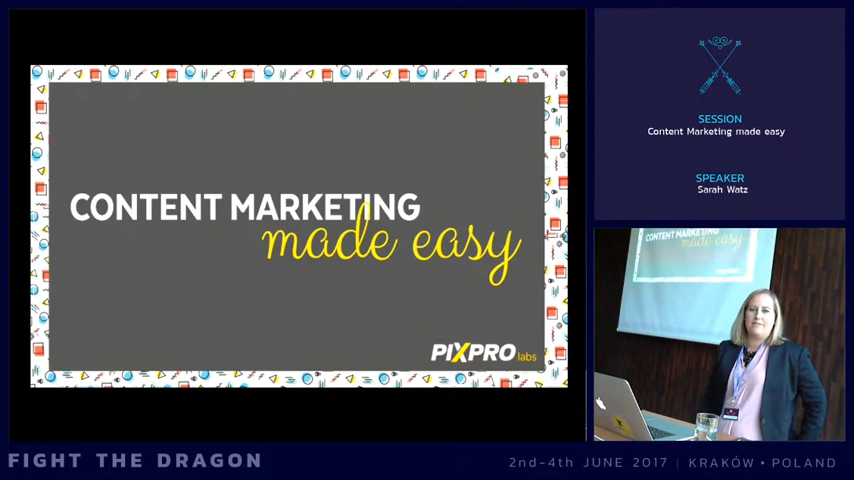 CONTENT MARKETING
made easy
PIXPRO labs
SESSION
Content Marketing made easy
SPEAKER
Sarah Watz
CONTENT MARKETING
made easy
FIGHT THE DRAGON
2nd-4th JUNE 2017 | KRAKÓW • POLAND